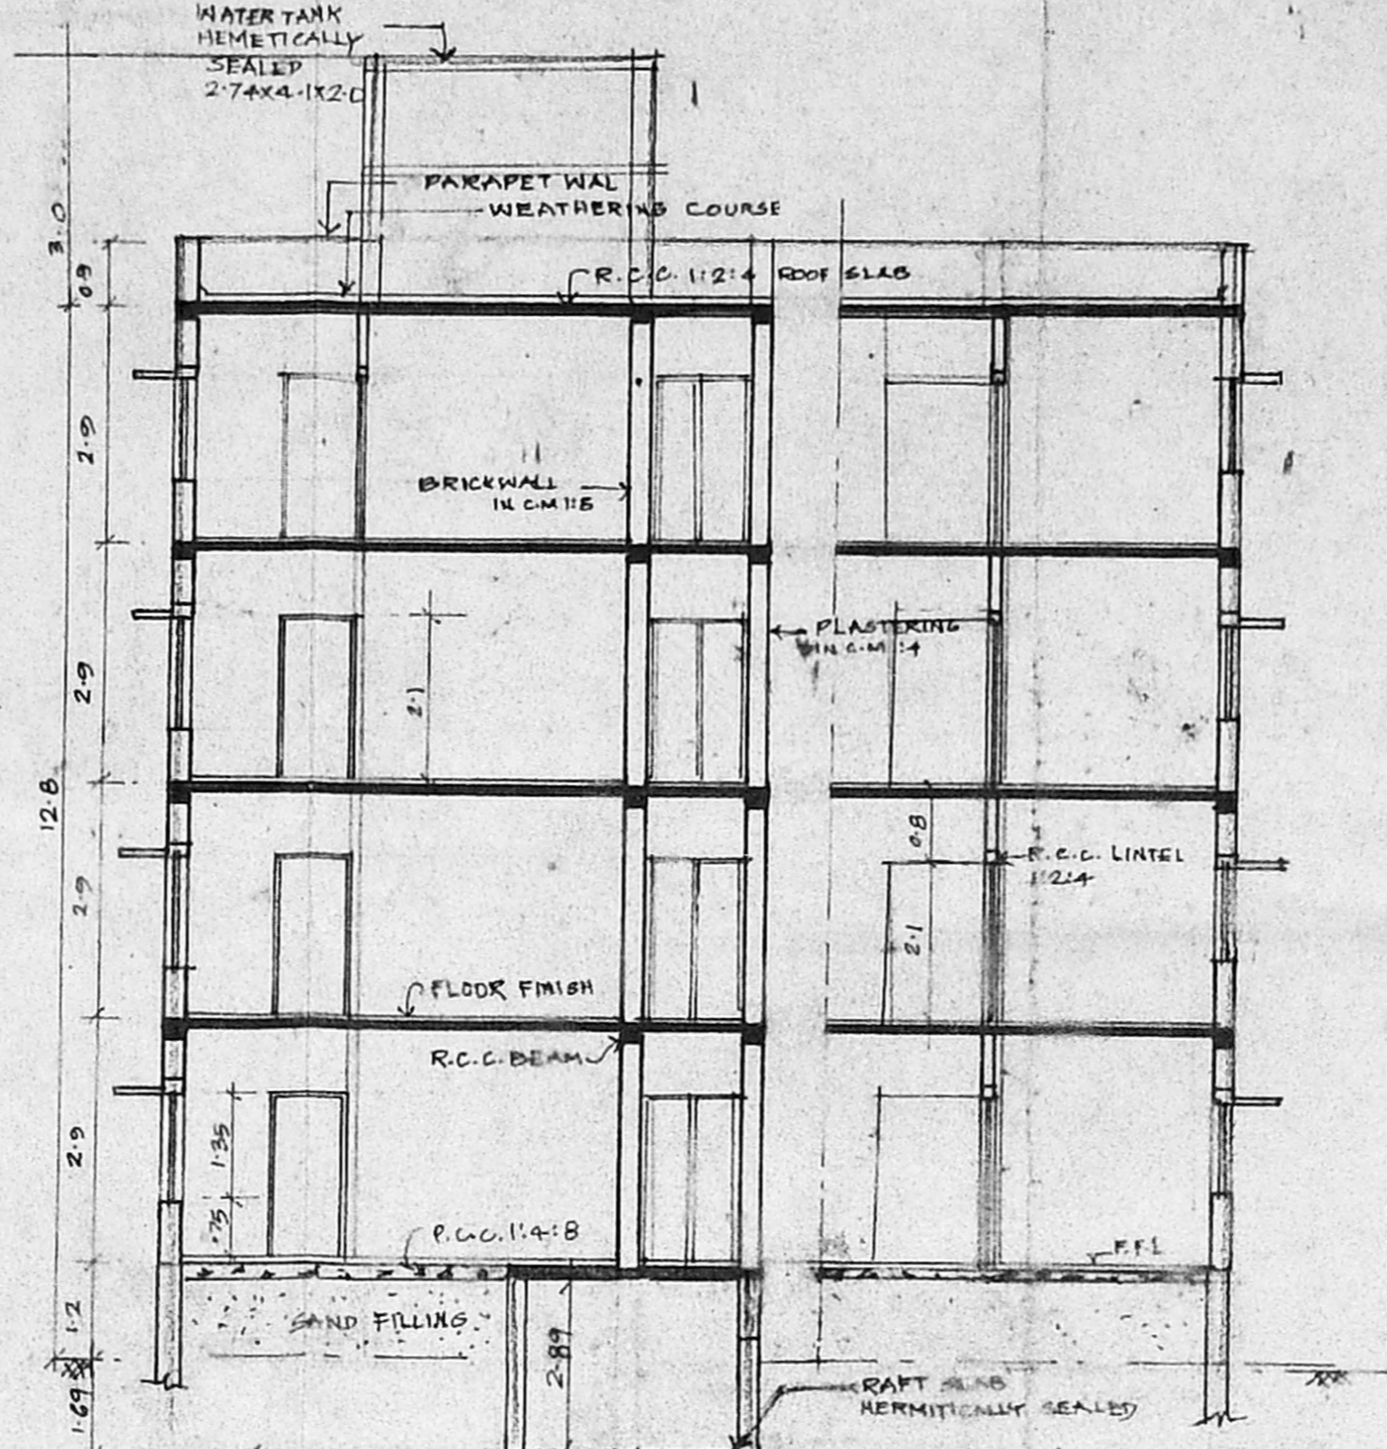 WATER TANK
HEMETICALLY
SEALED
2.74X4.1X2.0
PARAPET WAL
WEATHERING COURSE
3.0
0.9
R.C.C. 1:2:4 ROOF SLAB
2.9
BRICKWALL
IN C.M 1:5
PLASTERING
IN C.M 1:4
2.9
2.1
12.8
0.8
R.C.C. LINTEL
1:2:4
2.9
2.1
FLOOR FINISH
R.C.C. BEAM
2.9
1.35
.75
P.C.C. 1:4:8
F.F.L
1.2
SAND FILLING
2.89
1.69
RAFT SLAB
HERMITICALLY SEALED